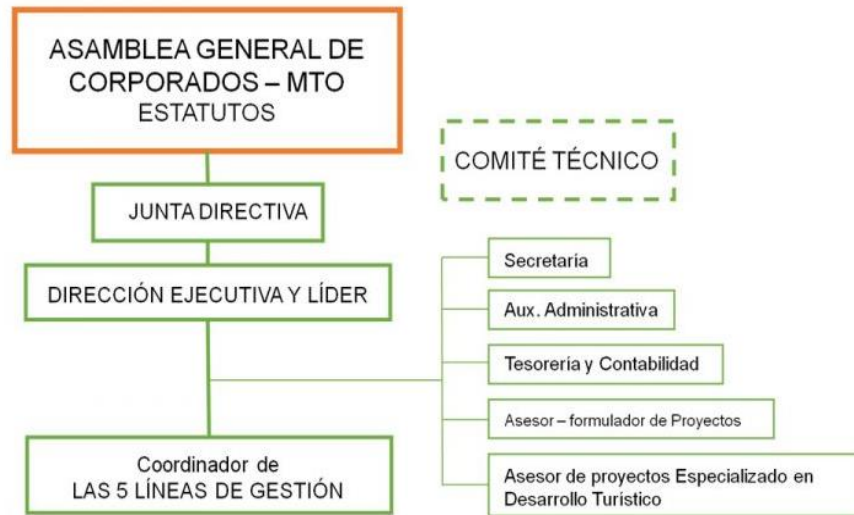 ASAMBLEA GENERAL DE
CORPORADOS – MTO
ESTATUTOS
COMITÉ TÉCNICO
JUNTA DIRECTIVA
DIRECCIÓN EJECUTIVA Y LÍDER
Secretaría
Aux. Administrativa
Tesorería y Contabilidad
Asesor – formulador de Proyectos
Asesor de proyectos Especializado en
Desarrollo Turístico
Coordinador de
LAS 5 LÍNEAS DE GESTIÓN